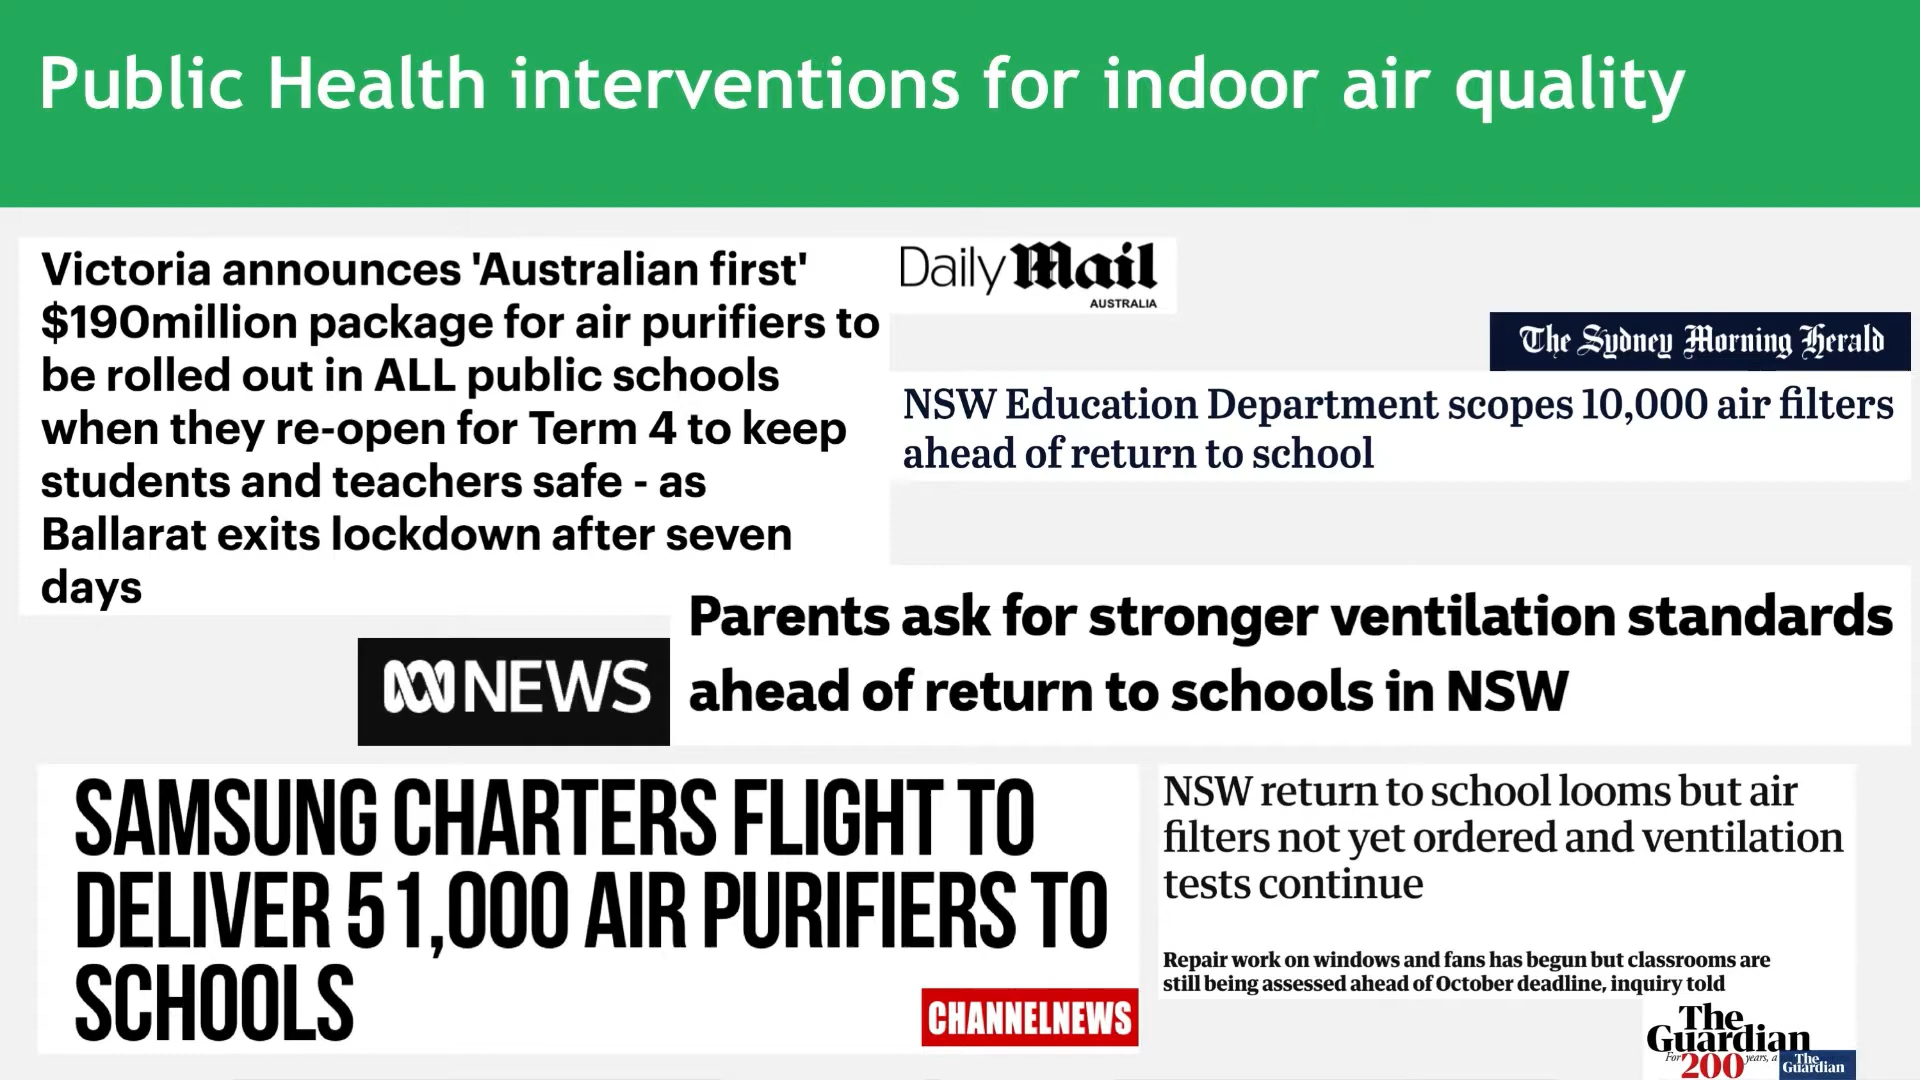 Public Health interventions for indoor air quality
Victoria announces 'Australian first'
$190million package for air purifiers to
be rolled out in ALL public schools
when they re-open for Term 4 to keep
students and teachers safe - as
Ballarat exits lockdown after seven
days
Daily Mail
AUSTRALIA
The Sydney Morning Herald
NSW Education Department scopes 10,000 air filters
ahead of return to school
NEWS
Parents ask for stronger ventilation standards
ahead of return to schools in NSW
SAMSUNG CHARTERS FLIGHT TO
DELIVER 51,000 AIR PURIFIERS TO
SCHOOLS
CHANNELNEWS
NSW return to school looms but air
filters not yet ordered and ventilation
tests continue
Repair work on windows and fans has begun but classrooms are
still being assessed ahead of October deadline, inquiry told
The
Guardian
For 200 years, a
The
Guardian